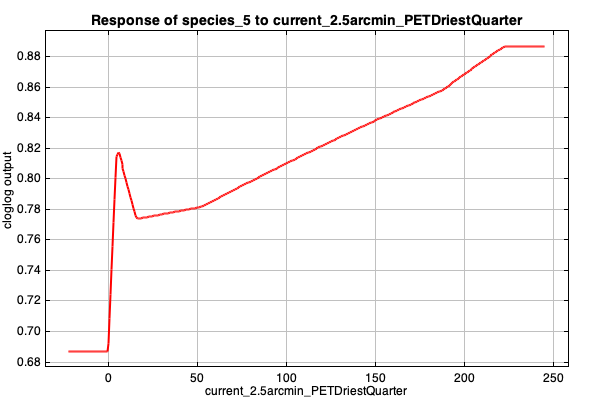 Response of species_5 to current_2.5arcmin_PETDriestQuarter
cloglog output
0.88
0.86
0.84
0.82
0.80
0.78
0.76
0.74
0.72
0.70
0.68
0 50 100 150 200 250
current_2.5arcmin_PETDriestQuarter